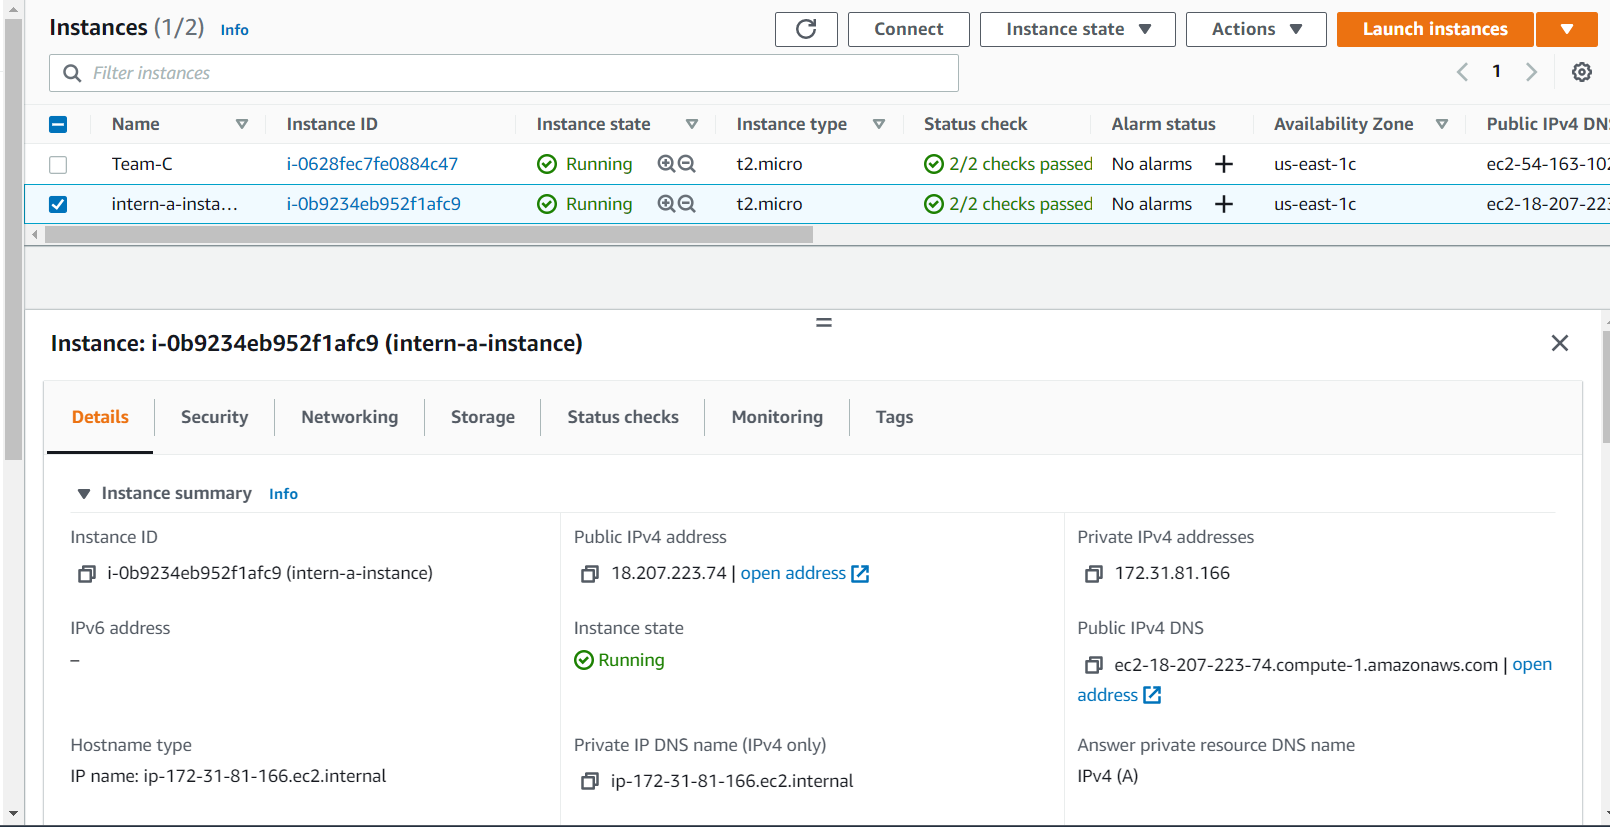 Instances (1/2) Info Connect Instance state Actions Launch instances
Filter instances 1
Name Instance ID Instance state Instance type Status check Alarm status Availability Zone Public IPv4 DN
Team-C i-0628fec7fe0884c47 Running t2.micro 2/2 checks passed No alarms + us-east-1c ec2-54-163-102
intern-a-insta… i-0b9234eb952f1afc9 Running t2.micro 2/2 checks passed No alarms + us-east-1c ec2-18-207-223
Instance: i-0b9234eb952f1afc9 (intern-a-instance)
Details Security Networking Storage Status checks Monitoring Tags
Instance summary Info
Instance ID Public IPv4 address Private IPv4 addresses
i-0b9234eb952f1afc9 (intern-a-instance) 18.207.223.74 | open address 172.31.81.166
IPv6 address Instance state Public IPv4 DNS
– Running ec2-18-207-223-74.compute-1.amazonaws.com | open
address
Hostname type Private IP DNS name (IPv4 only) Answer private resource DNS name
IP name: ip-172-31-81-166.ec2.internal ip-172-31-81-166.ec2.internal IPv4 (A)